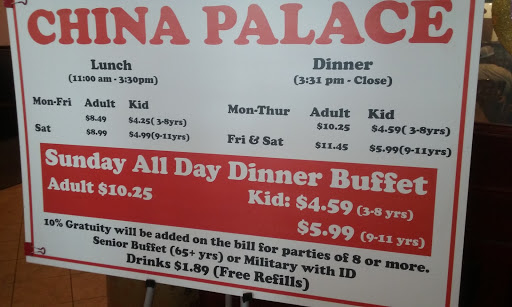 CHINA PALACE
Lunch
(11:00 am - 3:30pm)
Mon-Fri Adult Kid
$8.49 $4.25( 3-8yrs)
Sat $8.99 $4.99(9-11yrs)
Dinner
(3:31 pm - Close)
Mon-Thur Adult Kid
$10.25 $4.59( 3-8yrs)
Fri & Sat $11.45 $5.99(9-11yrs)
Sunday All Day Dinner Buffet
Adult $10.25 Kid: $4.59 (3-8 yrs)
$5.99 (9-11 yrs)
10% Gratuity will be added on the bill for parties of 8 or more.
Senior Buffet (65+ yrs) or Military with ID
Drinks $1.89 (Free Refills)